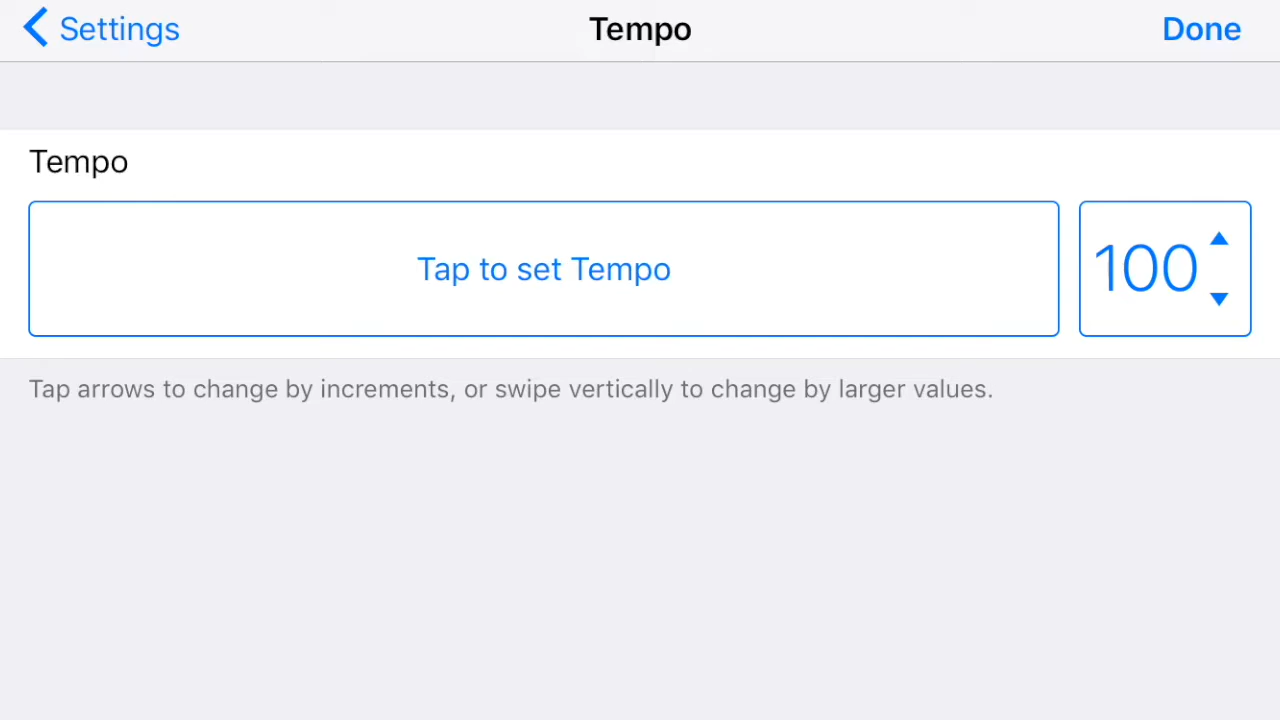 Settings
Tempo
Done
Tempo
Tap to set Tempo
100
Tap arrows to change by increments, or swipe vertically to change by larger values.